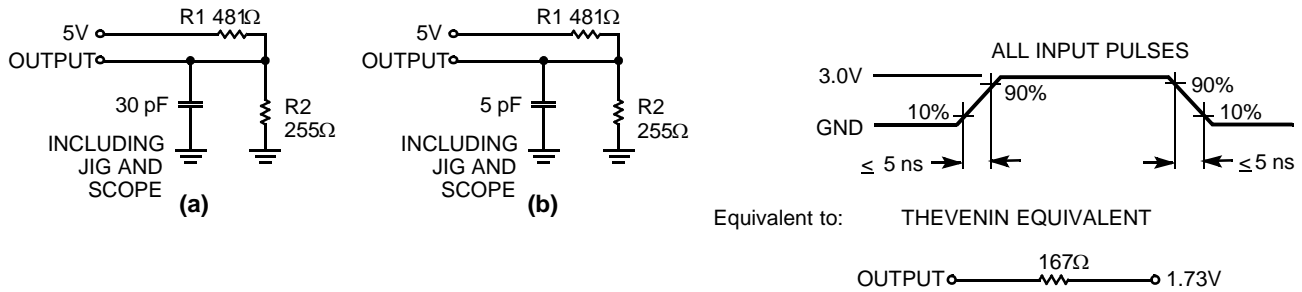 R1 481Ω
5V
OUTPUT
30 pF
R2
255Ω
INCLUDING
JIG AND
SCOPE
(a)
R1 481Ω
5V
OUTPUT
5 pF
R2
255Ω
INCLUDING
JIG AND
SCOPE
(b)
ALL INPUT PULSES
3.0V
90%
90%
10%
10%
GND
≤ 5 ns
≤ 5 ns
Equivalent to: THEVENIN EQUIVALENT
167Ω
OUTPUT
1.73V